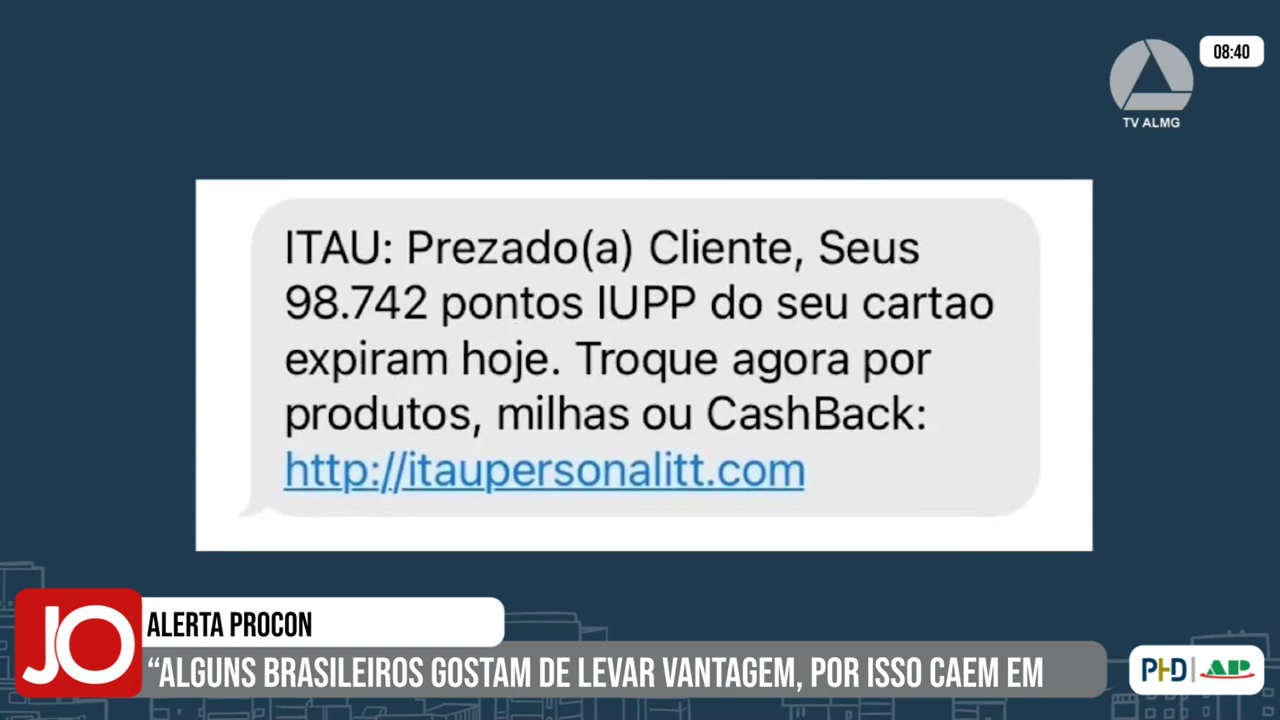 08:40
TV ALMG
ITAU: Prezado(a) Cliente, Seus
98.742 pontos IUPP do seu cartao
expiram hoje. Troque agora por
produtos, milhas ou CashBack:
http://itaupersonalitt.com
JO
ALERTA PROCON
“ALGUNS BRASILEIROS GOSTAM DE LEVAR VANTAGEM, POR ISSO CAEM EM
PHD | AP